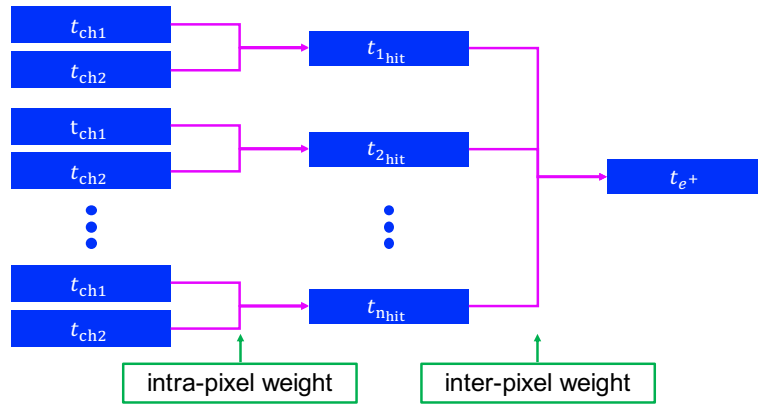 t_ch1
t_ch2
t_1hit
t_ch1
t_ch2
t_2hit
t_e+
t_ch1
t_ch2
t_nhit
intra-pixel weight
inter-pixel weight